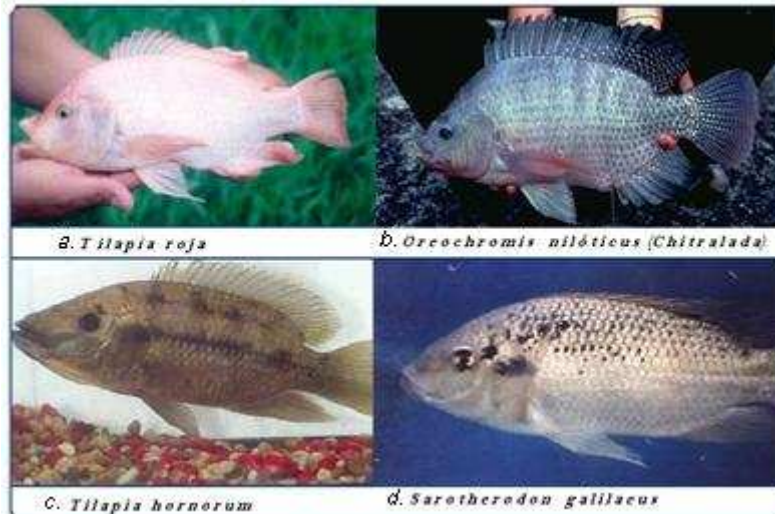 a. Tilapia roja
b. Oreochromis nilóticus (Chitralada)
c. Tilapia hornorum
d. Sarotherodon galilaeus